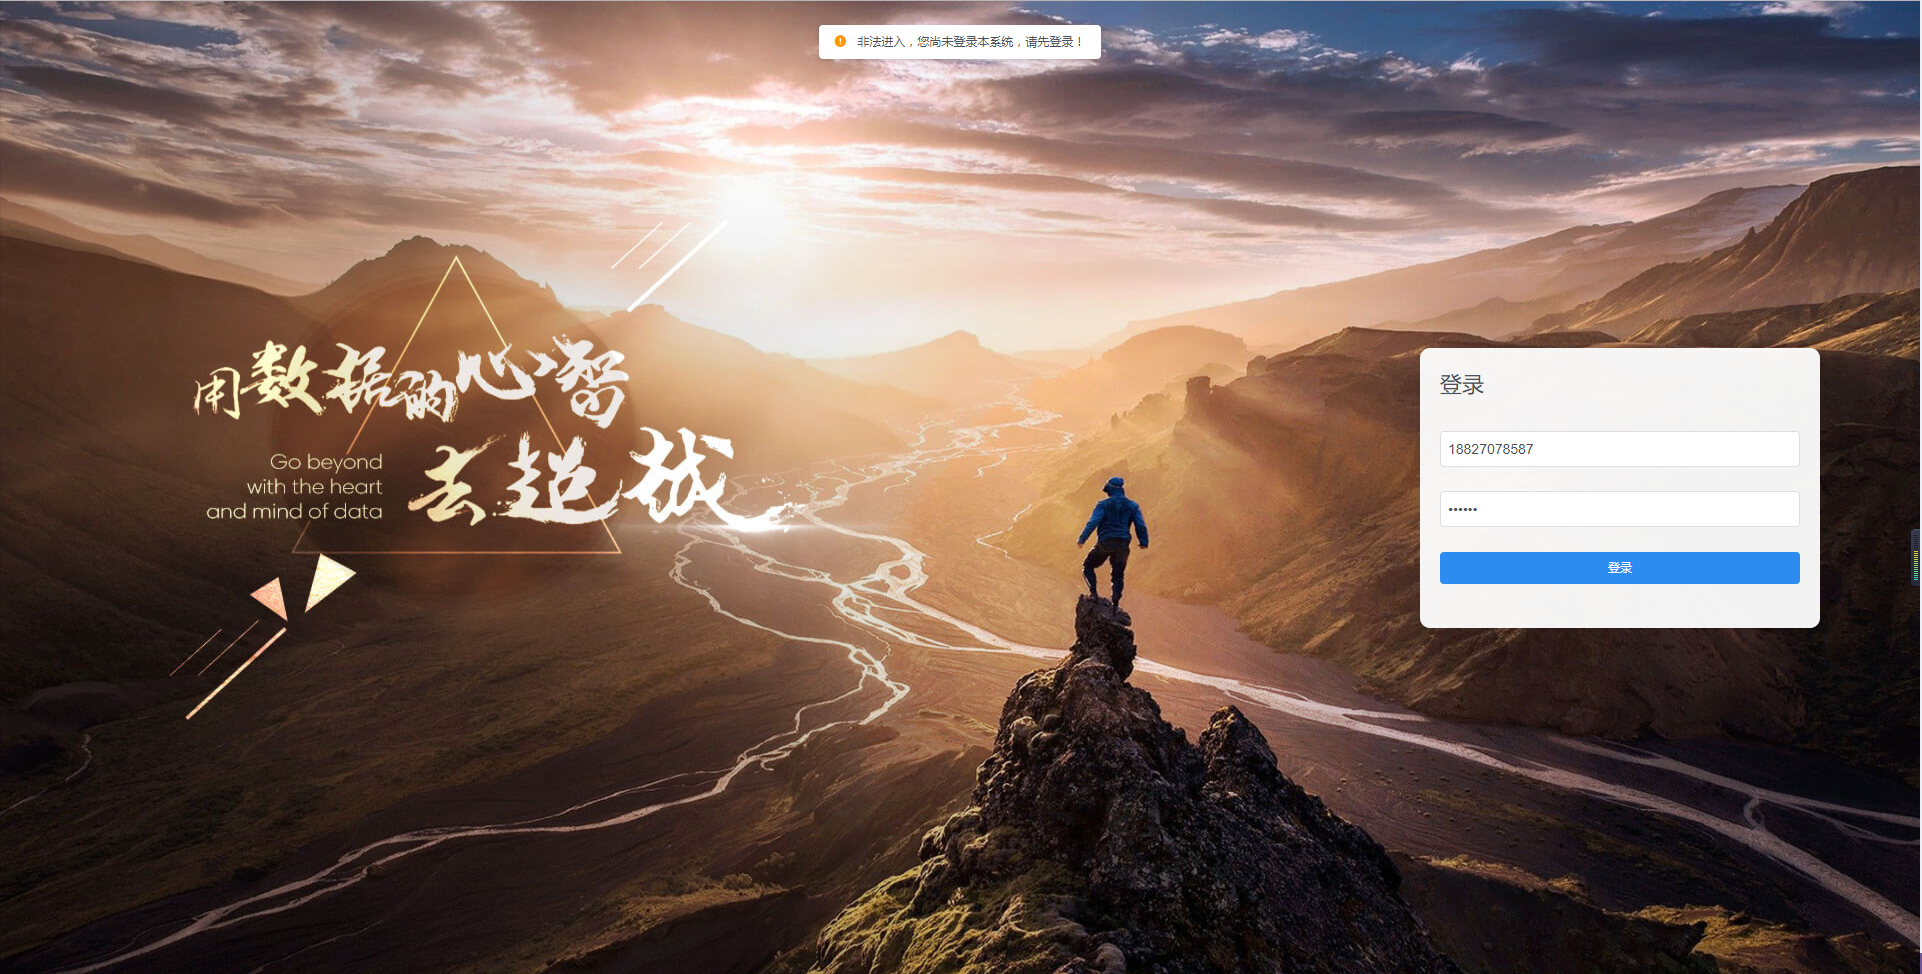 非法进入，您尚未登录本系统，请先登录！
用数据的心智
去超越
Go beyond
with the heart
and mind of data
登录
18827078587
••••••
登录